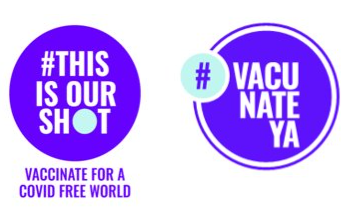 #THIS
IS OUR
SHOT
VACCINATE FOR A
COVID FREE WORLD
#
VACU
NATE
YA